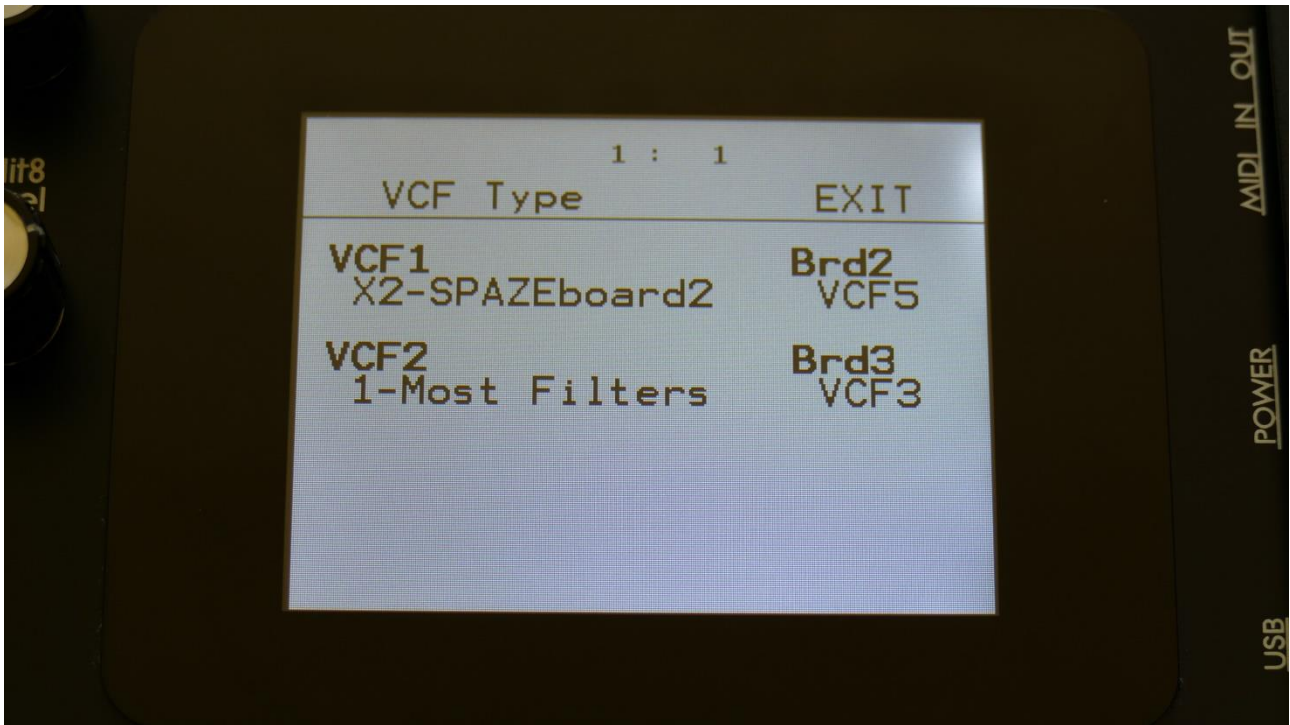 1 : 1
VCF Type EXIT
VCF1 Brd2
X2-SPAZEboard2 VCF5
VCF2 Brd3
1-Most Filters VCF3
MIDI IN OUT
POWER
USB